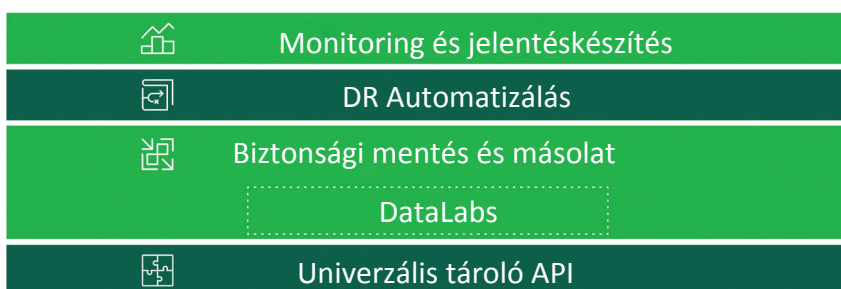 Monitoring és jelentéskészítés
DR Automatizálás
Biztonsági mentés és másolat
DataLabs
Univerzális tároló API